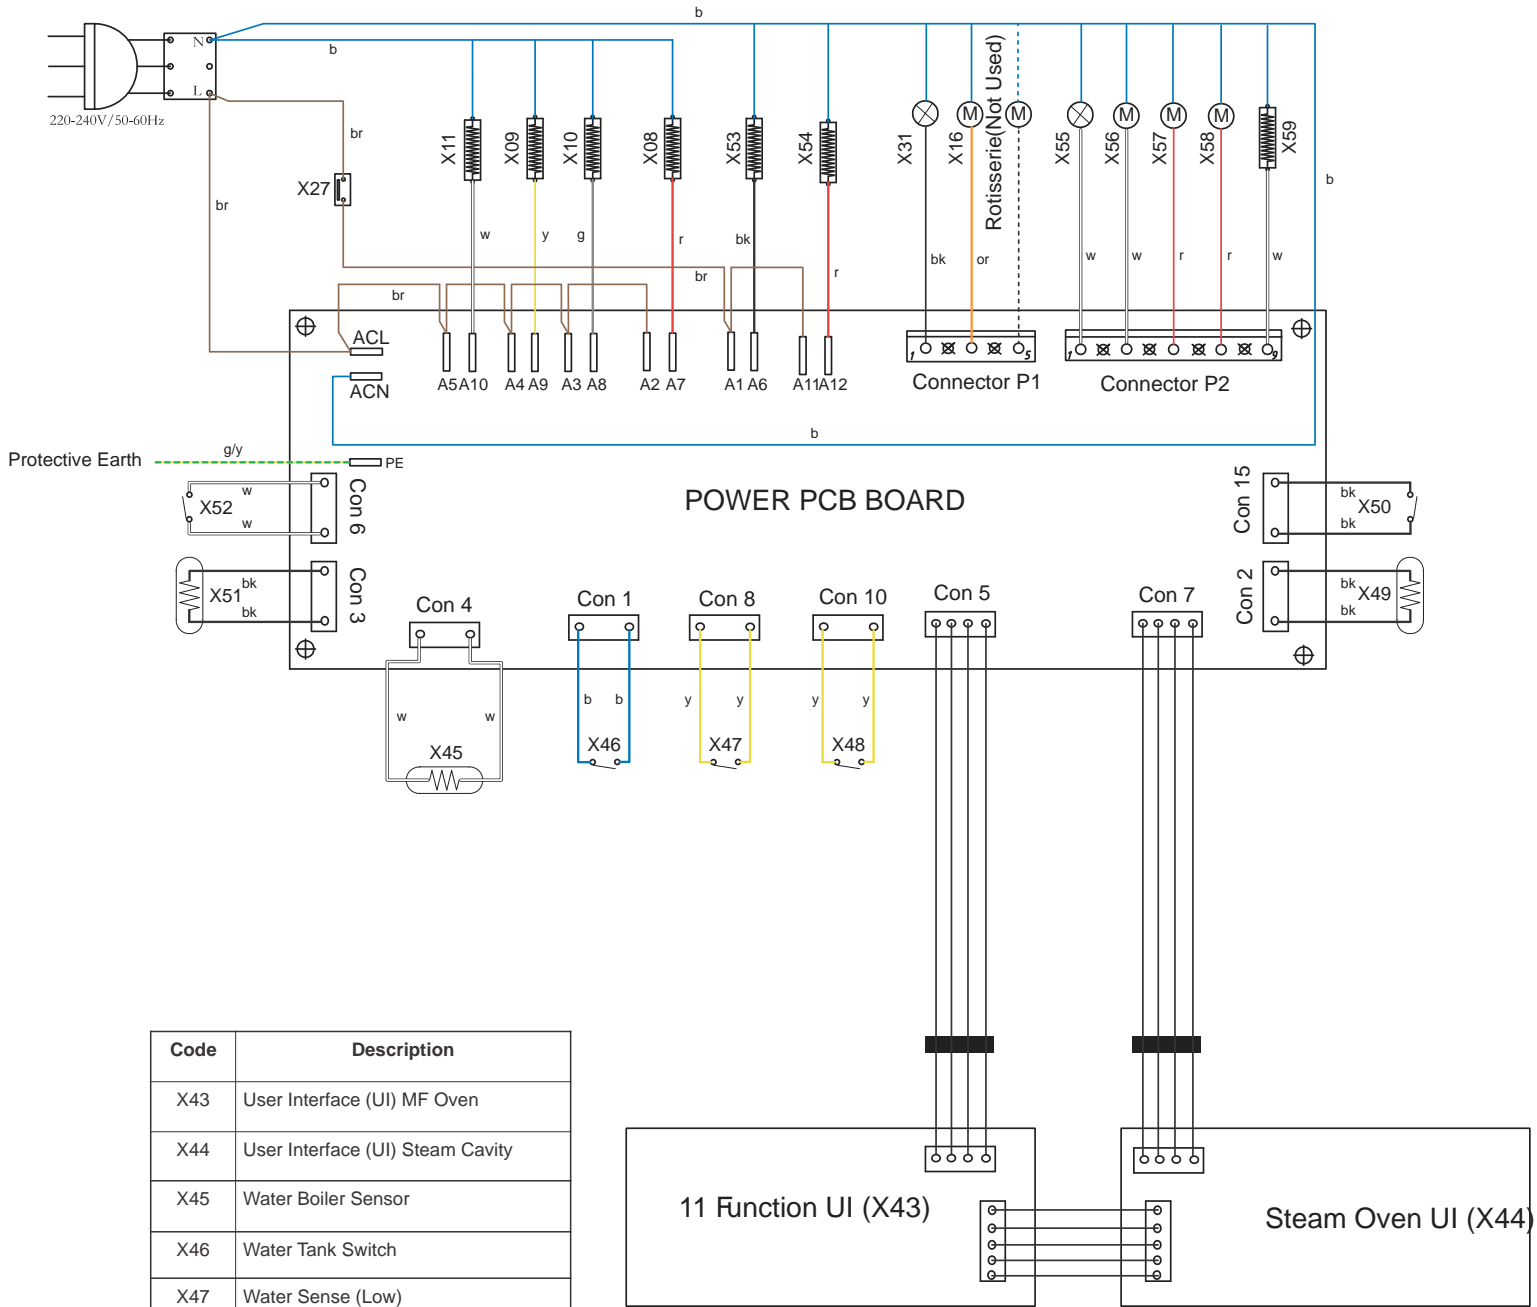 b
N
b
L
220-240V/50-60Hz
br
X27
br
X11
X09
X10
X08
X53
X54
X31
X16
Rotisserie(Not Used)
X55
X56
X57
X58
X59
b
w
y
g
r
bk
br
r
bk
or
w
w
r
r
w
br
ACL
ACN
A5 A10
A4 A9
A3 A8
A2 A7
A1 A6
A11 A12
1
5
Connector P1
1
9
Connector P2
b
Protective Earth
g/y
PE
POWER PCB BOARD
X52
w
w
Con 6
X51
bk
bk
Con 3
Con 15
bk
X50
bk
Con 2
bk
X49
bk
Con 4
Con 1
Con 8
Con 10
Con 5
Con 7
w
w
X45
b
b
X46
y
y
X47
y
y
X48
Code Description
X43 User Interface (UI) MF Oven
X44 User Interface (UI) Steam Cavity
X45 Water Boiler Sensor
X46 Water Tank Switch
X47 Water Sense (Low)
11 Function UI (X43)
Steam Oven UI (X44)